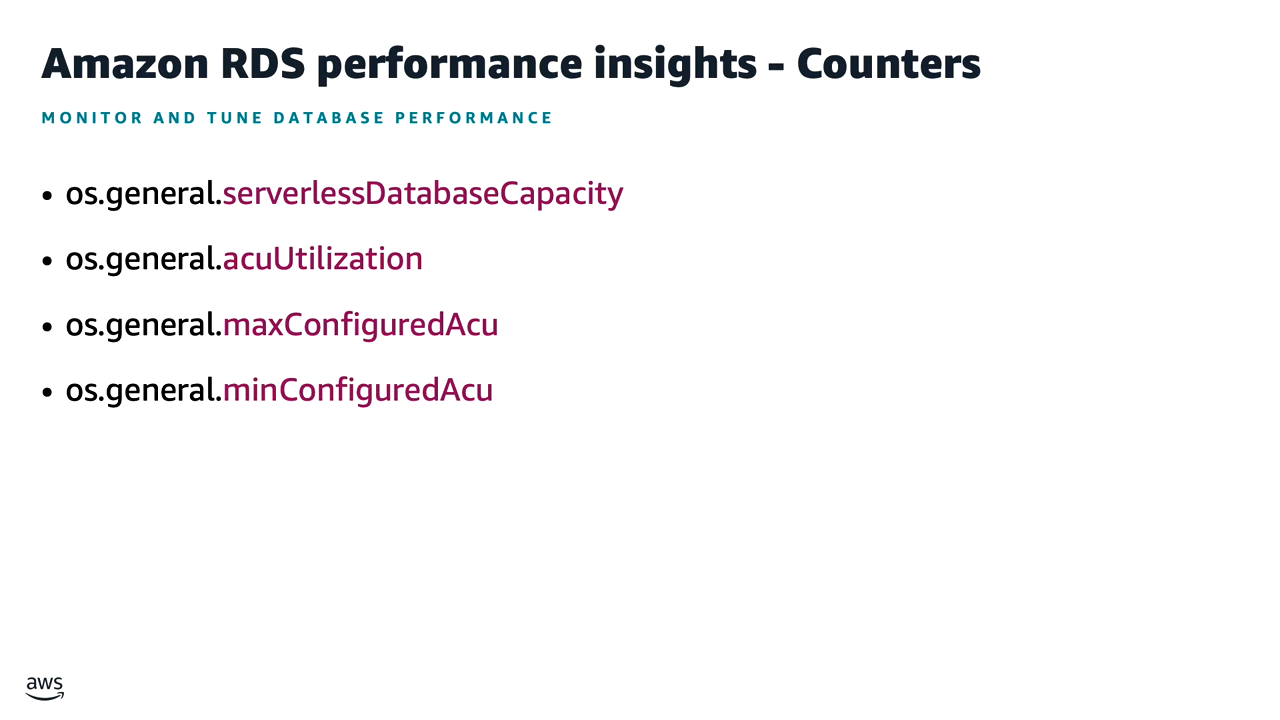 Amazon RDS performance insights - Counters
MONITOR AND TUNE DATABASE PERFORMANCE
• os.general.serverlessDatabaseCapacity
• os.general.acuUtilization
• os.general.maxConfiguredAcu
• os.general.minConfiguredAcu
aws